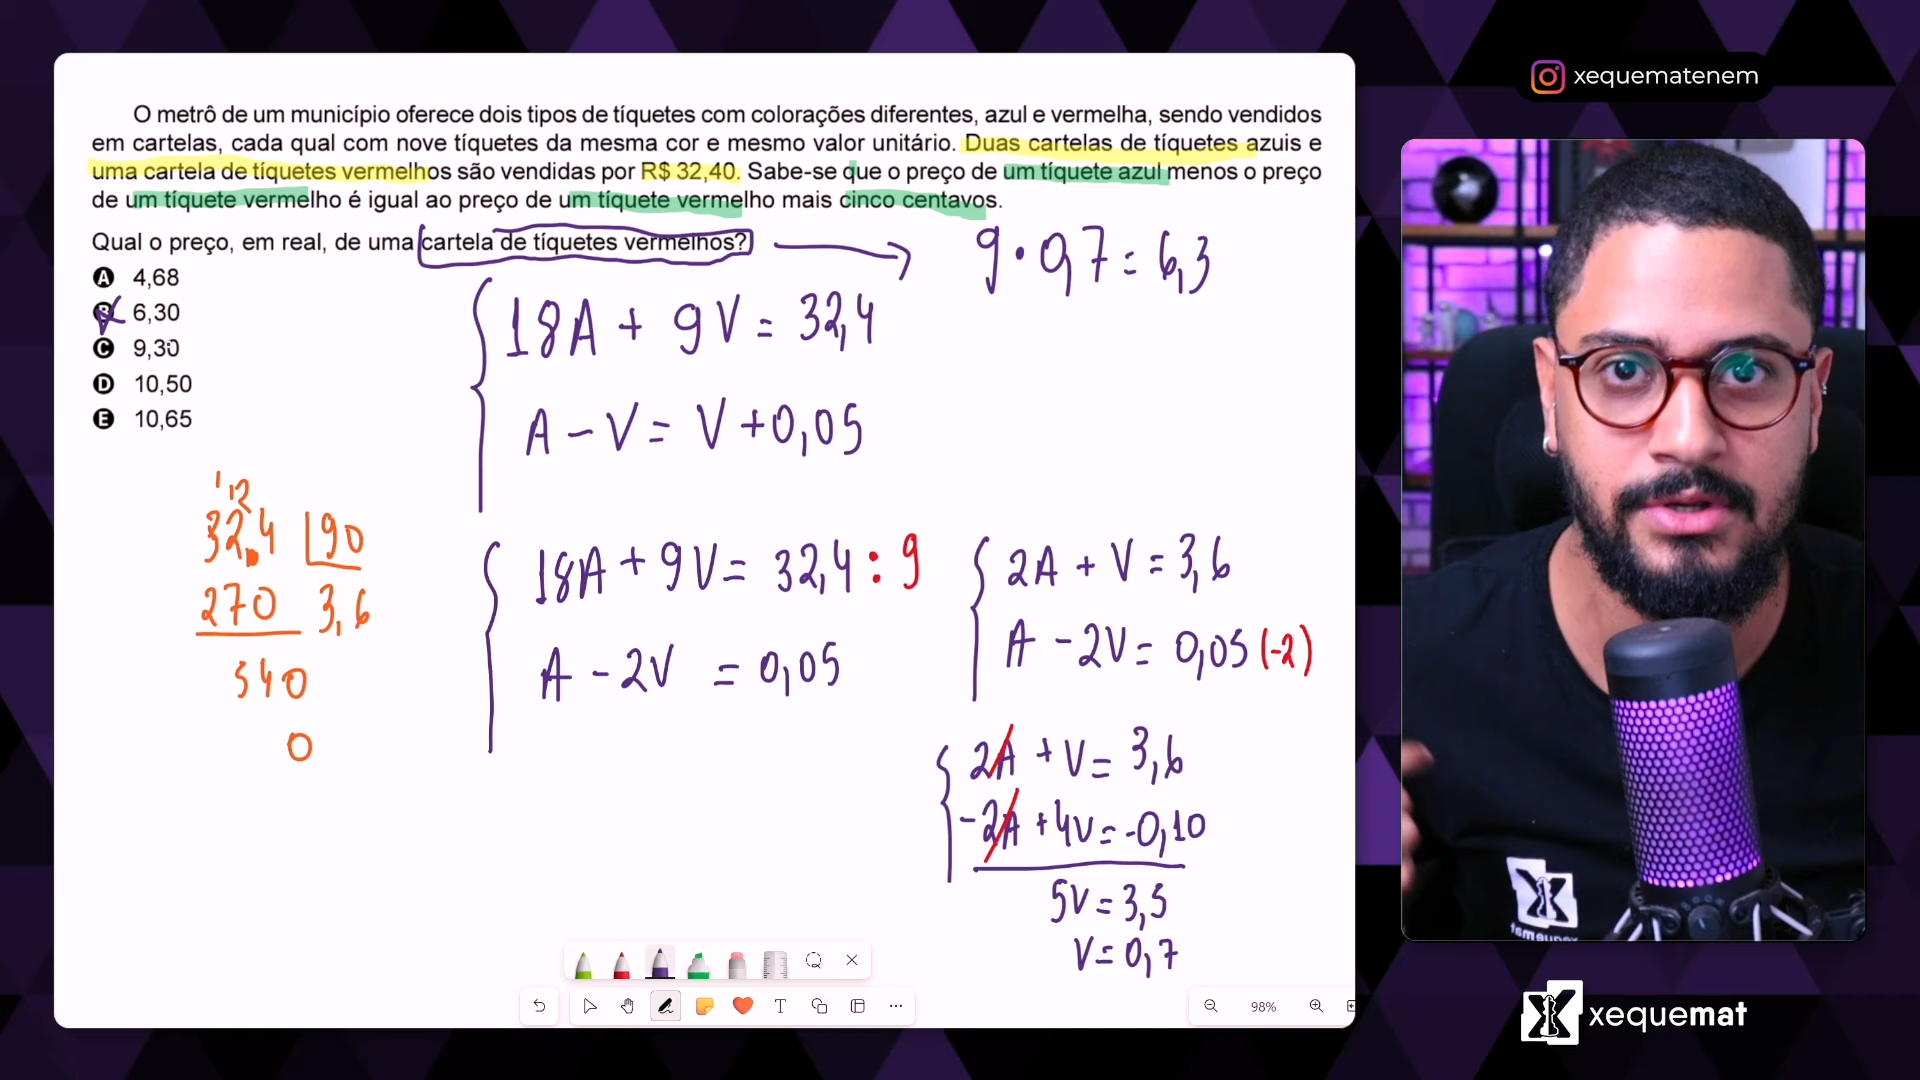 xequematenem
O metrô de um município oferece dois tipos de tíquetes com colorações diferentes, azul e vermelha, sendo vendidos
em cartelas, cada qual com nove tíquetes da mesma cor e mesmo valor unitário. Duas cartelas de tíquetes azuis e
uma cartela de tíquetes vermelhos são vendidas por R$ 32,40. Sabe-se que o preço de um tíquete azul menos o preço
de um tíquete vermelho é igual ao preço de um tíquete vermelho mais cinco centavos.
Qual o preço, em real, de uma cartela de tíquetes vermelhos?
9 · 0,7 = 6,3
A 4,68
B 6,30
C 9,30
D 10,50
E 10,65
18A + 9V = 32,4
A - V = V + 0,05
1 12
32,4 90
270 3,6
540
0
18A + 9V = 32,4 : 9
A - 2V = 0,05
2A + V = 3,6
A - 2V = 0,05 (-2)
2A + V = 3,6
-2A + 4V = -0,10
5V = 3,5
V = 0,7
98%
xequemat